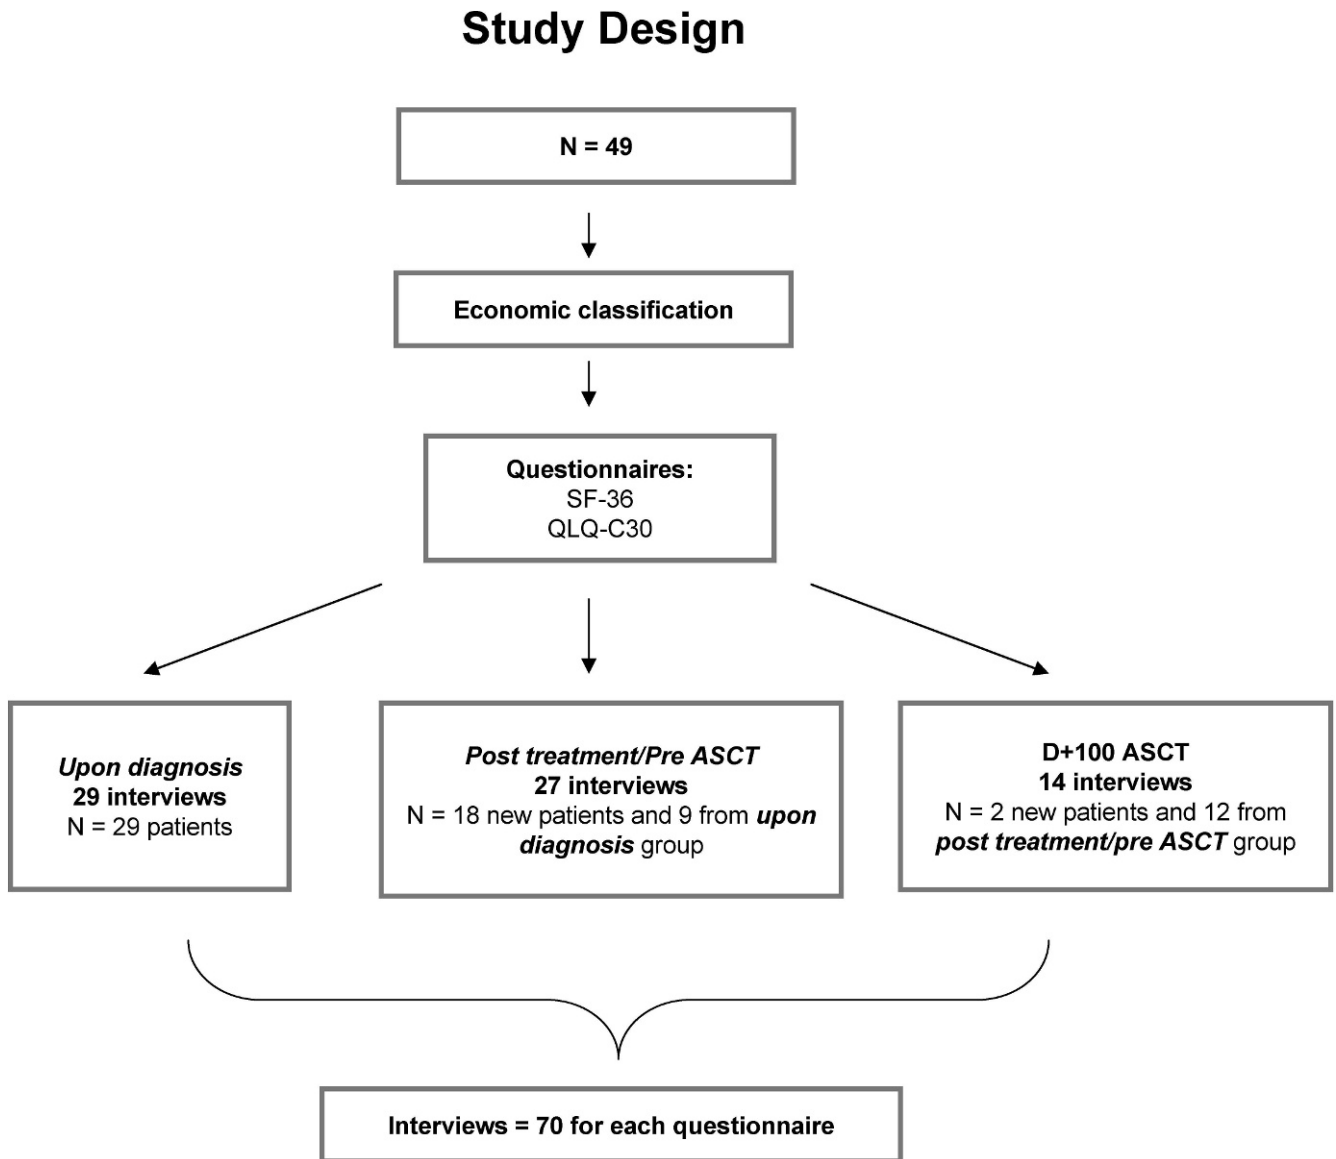 Study Design
N = 49
Economic classification
Questionnaires:
SF-36
QLQ-C30
Upon diagnosis
29 interviews
N = 29 patients
Post treatment/Pre ASCT
27 interviews
N = 18 new patients and 9 from upon
diagnosis group
D+100 ASCT
14 interviews
N = 2 new patients and 12 from
post treatment/pre ASCT group
Interviews = 70 for each questionnaire